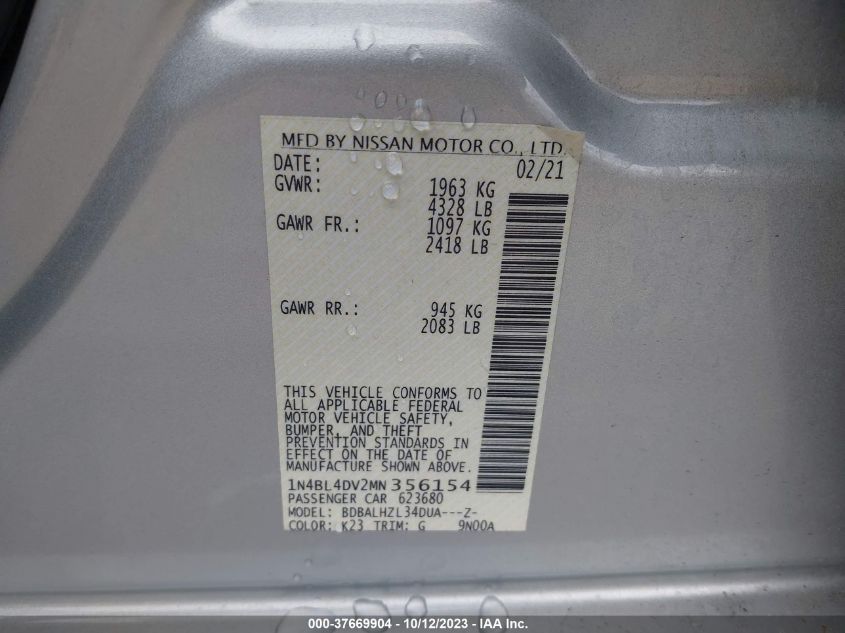 MFD BY NISSAN MOTOR CO., LTD.
DATE: 02/21
GVWR: 1963 KG
4328 LB
GAWR FR.: 1097 KG
2418 LB
GAWR RR.: 945 KG
2083 LB
THIS VEHICLE CONFORMS TO
ALL APPLICABLE FEDERAL
MOTOR VEHICLE SAFETY,
BUMPER, AND THEFT
PREVENTION STANDARDS IN
EFFECT ON THE DATE OF
MANUFACTURE SHOWN ABOVE.
1N4BL4DV2MN356154
PASSENGER CAR 623680
MODEL: BDBALHZL34DUA---Z-
COLOR: K23 TRIM: G 9N00A
000-37669904 - 10/12/2023 - IAA Inc.